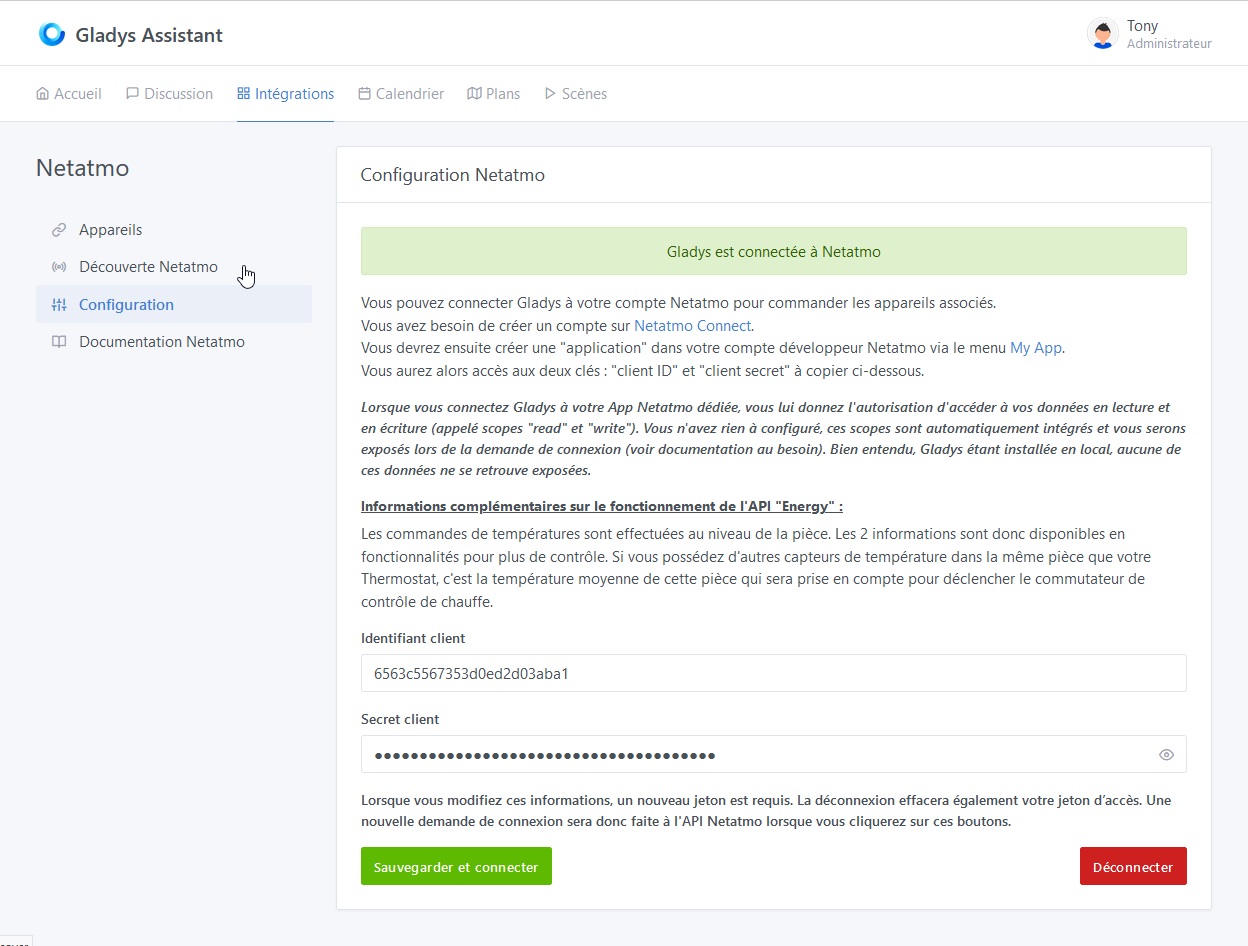 Gladys Assistant
Tony
Administrateur
Accueil
Discussion
Intégrations
Calendrier
Plans
Scènes
Netatmo
Appareils
Découverte Netatmo
Configuration
Documentation Netatmo
Configuration Netatmo
Gladys est connectée à Netatmo
Vous pouvez connecter Gladys à votre compte Netatmo pour commander les appareils associés.
Vous avez besoin de créer un compte sur Netatmo Connect.
Vous devrez ensuite créer une "application" dans votre compte développeur Netatmo via le menu My App.
Vous aurez alors accès aux deux clés : "client ID" et "client secret" à copier ci-dessous.
Lorsque vous connectez Gladys à votre App Netatmo dédiée, vous lui donnez l'autorisation d'accéder à vos données en lecture et
en écriture (appelé scopes "read" et "write"). Vous n'avez rien à configuré, ces scopes sont automatiquement intégrés et vous serons
exposés lors de la demande de connexion (voir documentation au besoin). Bien entendu, Gladys étant installée en local, aucune de
ces données ne se retrouve exposées.
Informations complémentaires sur le fonctionnement de l'API "Energy" :
Les commandes de températures sont effectuées au niveau de la pièce. Les 2 informations sont donc disponibles en
fonctionnalités pour plus de contrôle. Si vous possédez d'autres capteurs de température dans la même pièce que votre
Thermostat, c'est la température moyenne de cette pièce qui sera prise en compte pour déclencher le commutateur de
contrôle de chauffe.
Identifiant client
6563c5567353d0ed2d03aba1
Secret client
Lorsque vous modifiez ces informations, un nouveau jeton est requis. La déconnexion effacera également votre jeton d’accès. Une
nouvelle demande de connexion sera donc faite à l'API Netatmo lorsque vous cliquerez sur ces boutons.
Sauvegarder et connecter
Déconnecter